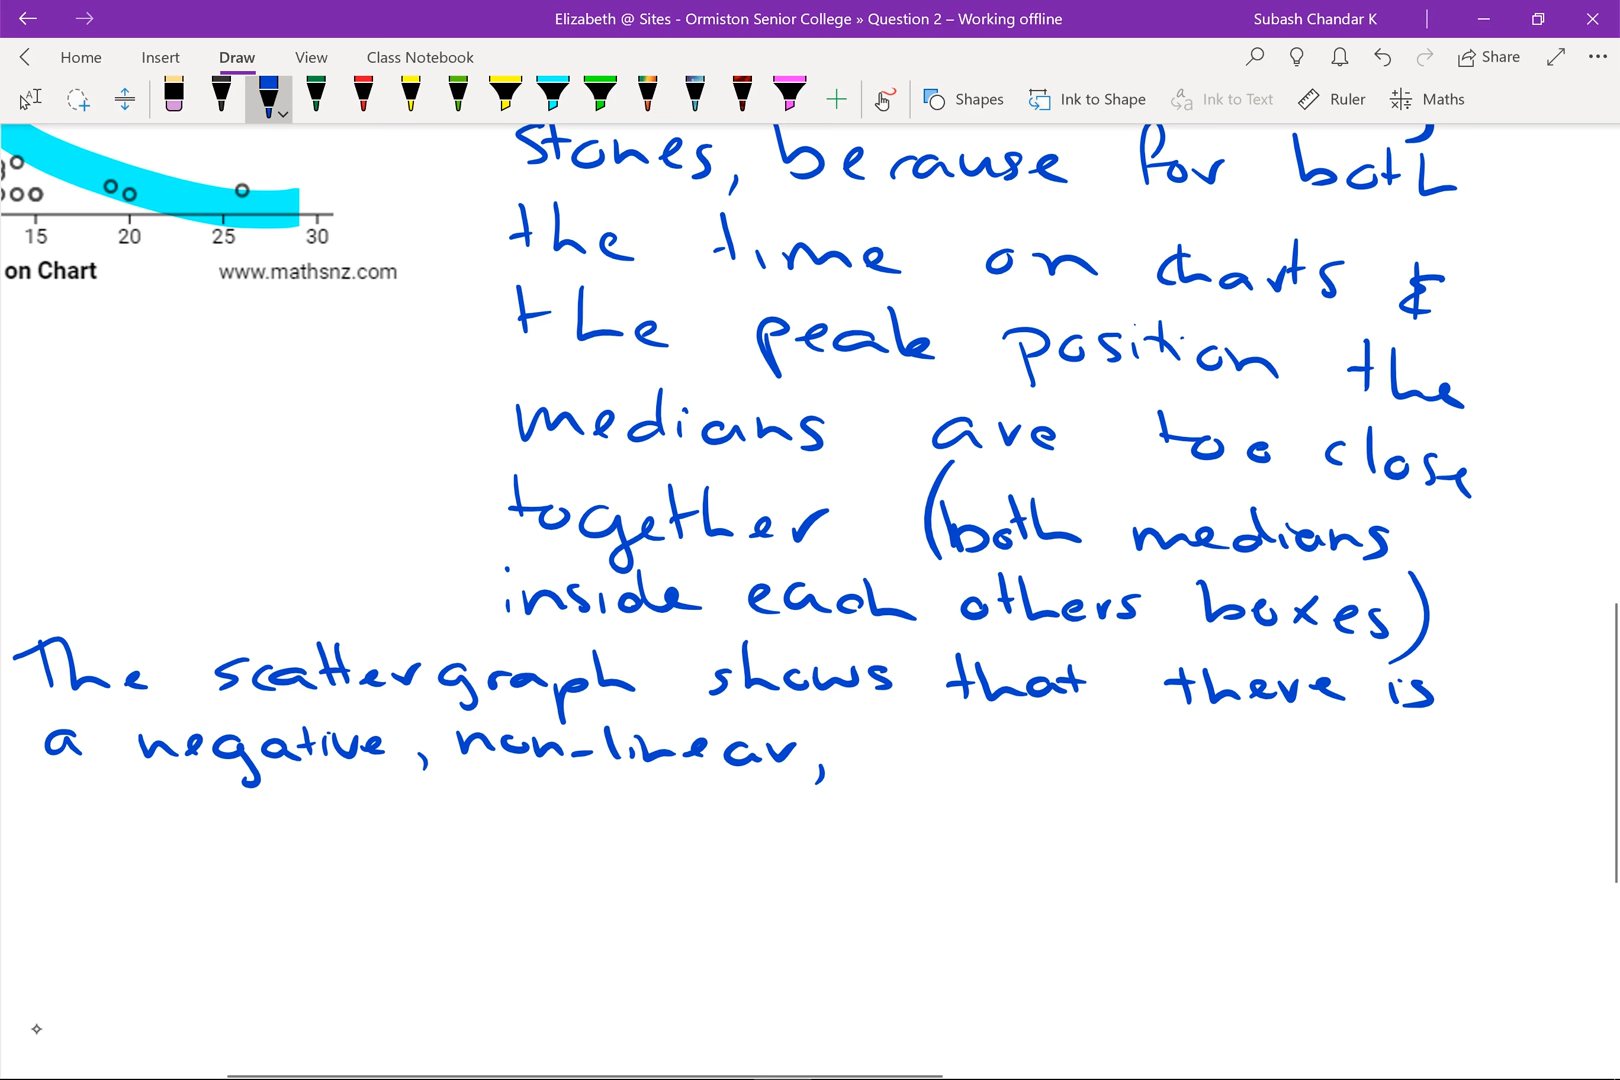 Elizabeth @ Sites - Ormiston Senior College » Question 2 – Working offline
Subash Chandar K
Home Insert Draw View Class Notebook
Share
Shapes Ink to Shape Ink to Text Ruler Maths
stones, because for both
the time on charts &
the peak position the
medians are too close
together (both medians
inside each others boxes)
The scatter graph shows that there is
a negative, non-linear,
15 20 25 30
on Chart www.mathsnz.com